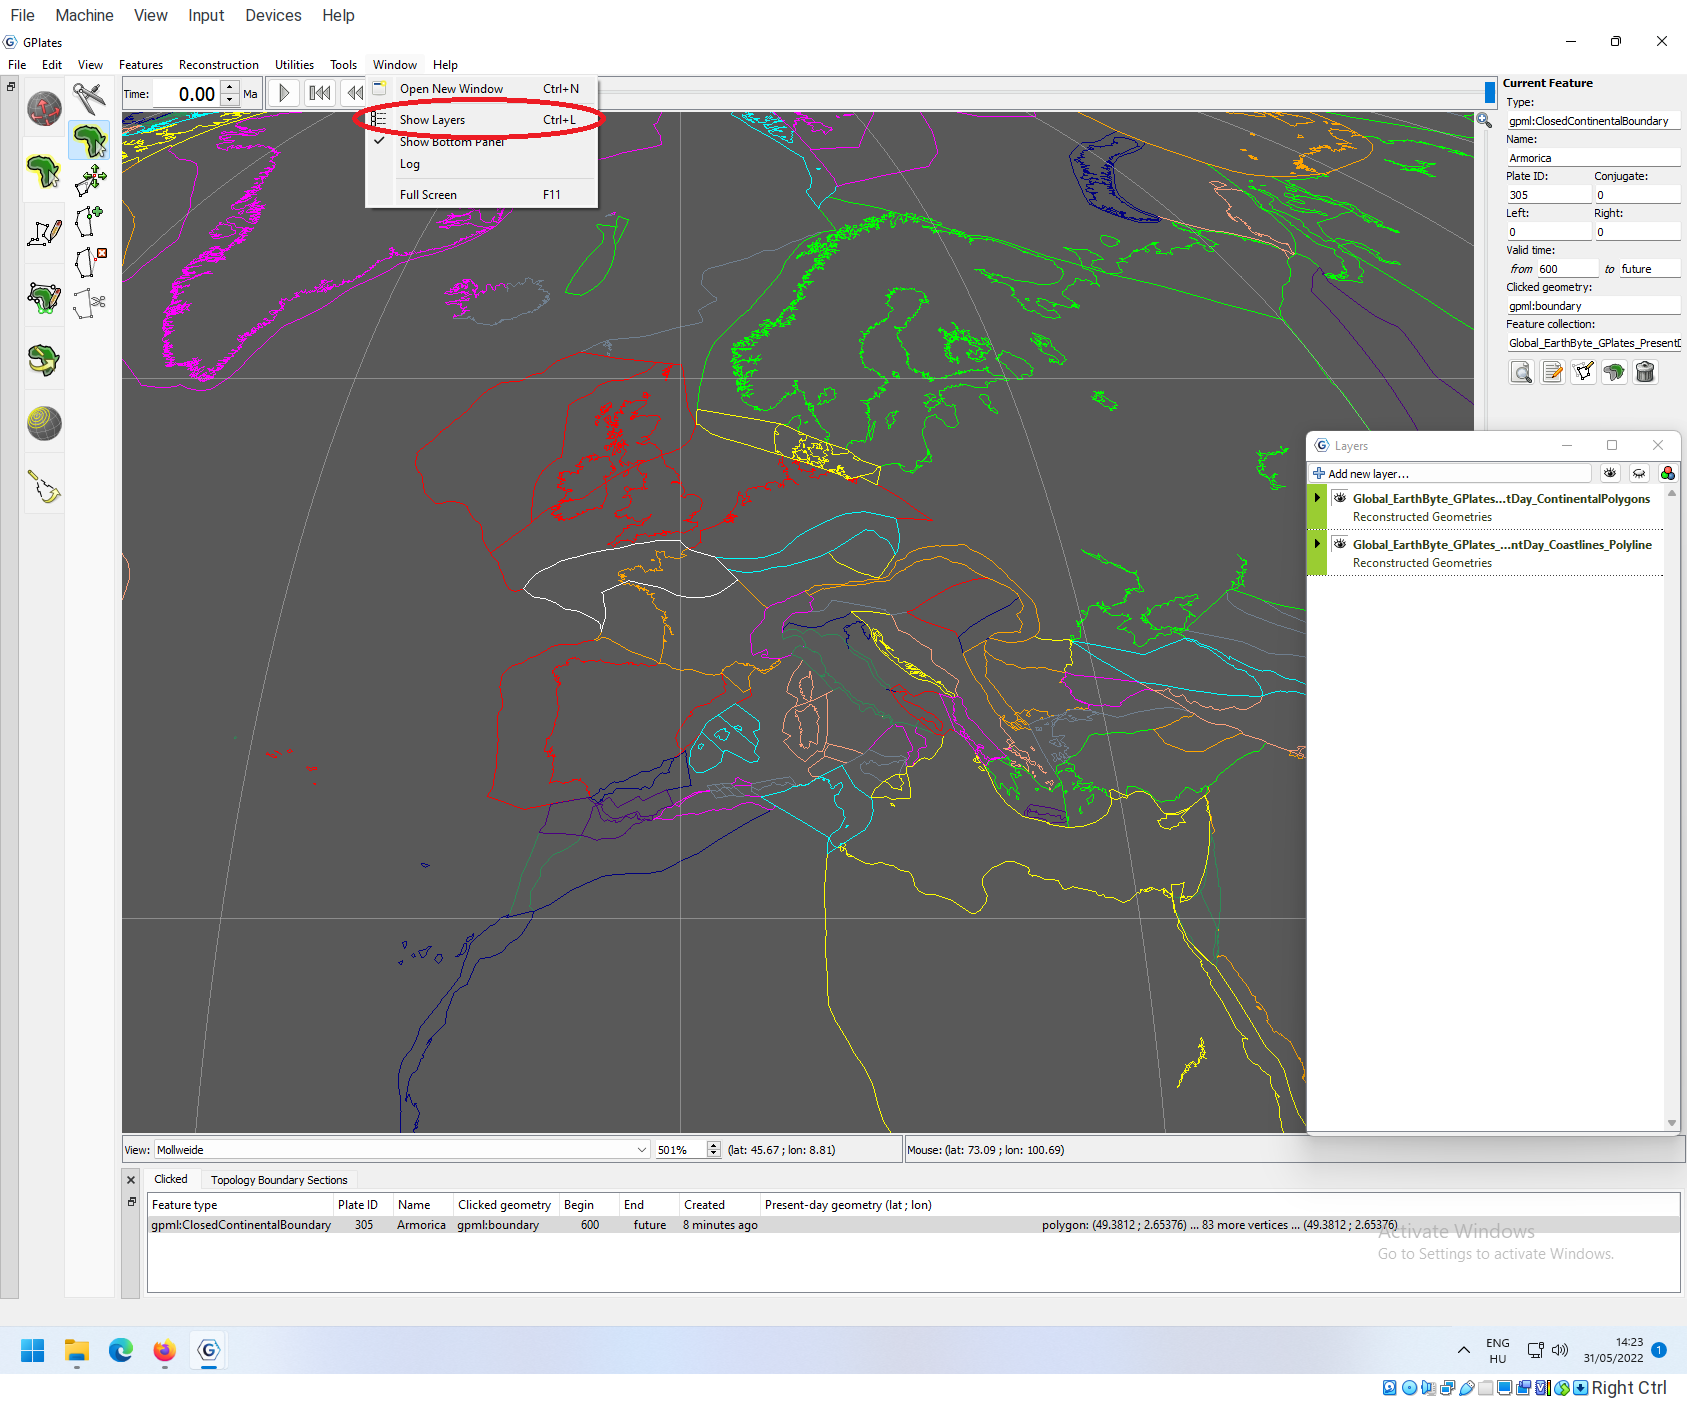 File Machine View Input Devices Help
GPlates
File Edit View Features Reconstruction Utilities Tools Window Help
Time: 0.00 Ma
Open New Window Ctrl+N
Show Layers Ctrl+L
Show Bottom Panel
Log
Full Screen F11
Current Feature
Type:
gpml:ClosedContinentalBoundary
Name:
Armorica
Plate ID: Conjugate:
305 0
Left: Right:
0 0
Valid time:
from 600 to future
Clicked geometry:
gpml:boundary
Feature collection:
Global_EarthByte_GPlates_PresentD
Layers
Add new layer...
Global_EarthByte_GPlates...tDay_ContinentalPolygons
Reconstructed Geometries
Global_EarthByte_GPlates_...ntDay_Coastlines_Polyline
Reconstructed Geometries
View: Mollweide 501% (lat: 45.67 ; lon: 8.81) Mouse: (lat: 73.09 ; lon: 100.69)
Clicked Topology Boundary Sections
Feature type Plate ID Name Clicked geometry Begin End Created Present-day geometry (lat ; lon)
gpml:ClosedContinentalBoundary 305 Armorica gpml:boundary 600 future 8 minutes ago polygon: (49.3812 ; 2.65376) ... 83 more vertices ... (49.3812 ; 2.65376)
Activate Windows
Go to Settings to activate Windows.
ENG
HU
14:23
31/05/2022
1
Right Ctrl